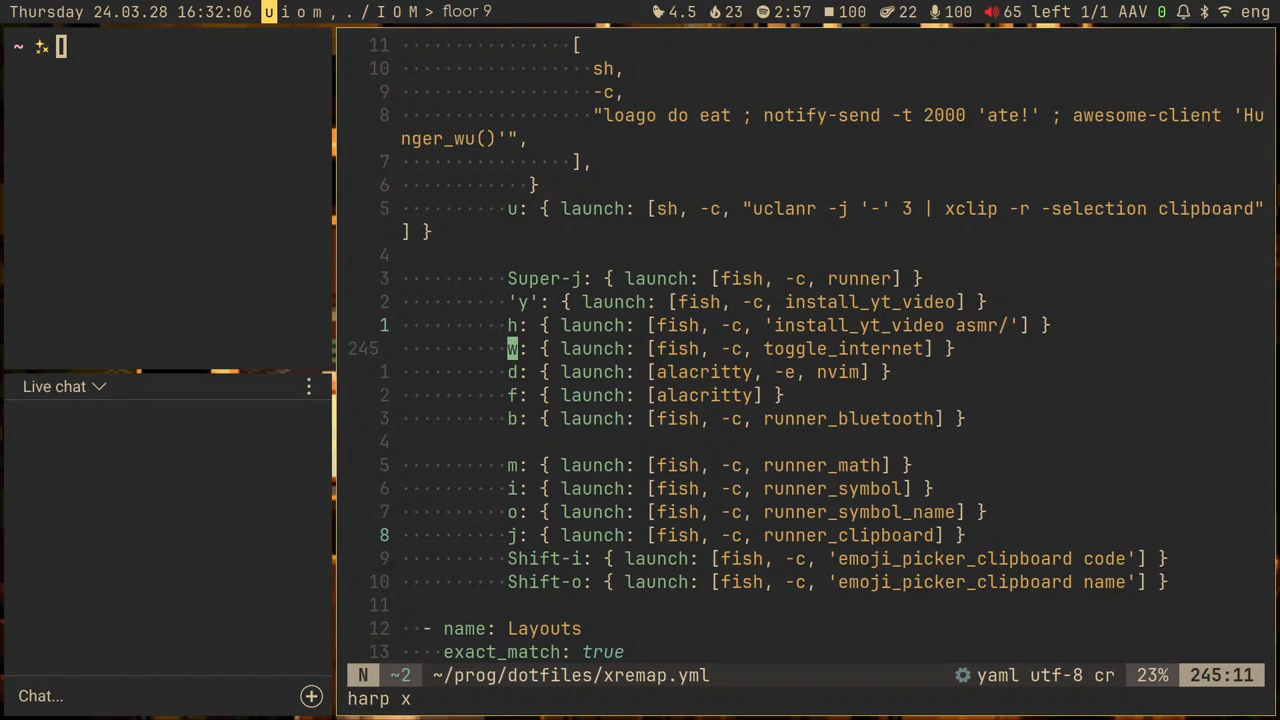 Thursday 24.03.28 16:32:06 u i o m , . / I O M > floor 9 4.5 23 2:57 100 22 100 65 left 1/1 AAV 0 eng
~
Live chat
Chat...
11 [
10 sh,
9 -c,
8 "loago do eat ; notify-send -t 2000 'ate!' ; awesome-client 'Hu
nger_wu()'",
7 ],
6 }
5 u: { launch: [sh, -c, "uclanr -j '-' 3 | xclip -r -selection clipboard"
] }
4
3 Super-j: { launch: [fish, -c, runner] }
2 'y': { launch: [fish, -c, install_yt_video] }
1 h: { launch: [fish, -c, 'install_yt_video asmr/'] }
245 w: { launch: [fish, -c, toggle_internet] }
1 d: { launch: [alacritty, -e, nvim] }
2 f: { launch: [alacritty] }
3 b: { launch: [fish, -c, runner_bluetooth] }
4
5 m: { launch: [fish, -c, runner_math] }
6 i: { launch: [fish, -c, runner_symbol] }
7 o: { launch: [fish, -c, runner_symbol_name] }
8 j: { launch: [fish, -c, runner_clipboard] }
9 Shift-i: { launch: [fish, -c, 'emoji_picker_clipboard code'] }
10 Shift-o: { launch: [fish, -c, 'emoji_picker_clipboard name'] }
11
12 - name: Layouts
13 exact_match: true
N ~2 ~/prog/dotfiles/xremap.yml yaml utf-8 cr 23% 245:11
harp x